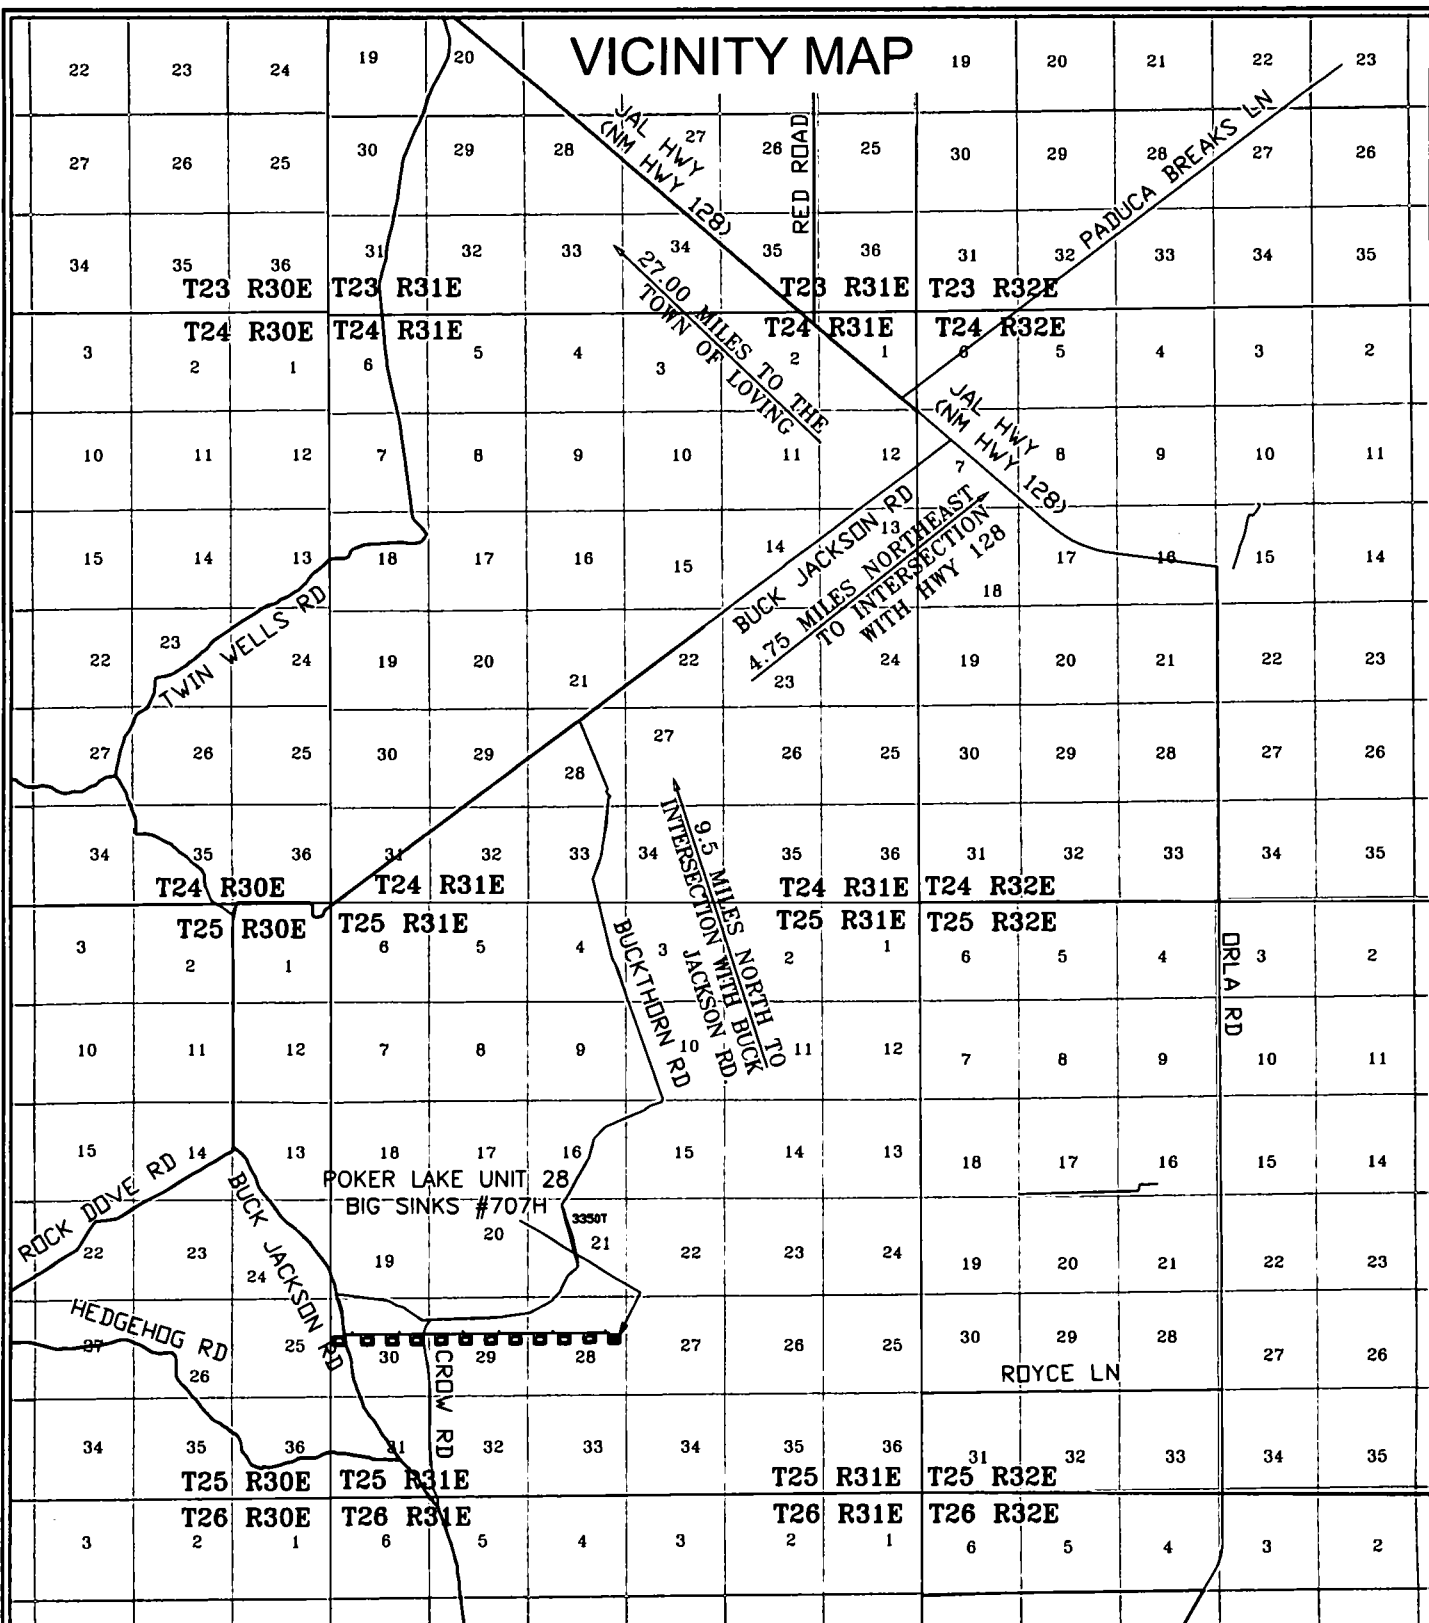 VICINITY MAP
22 23 24 19 20 19 20 21 22 23
JAL HWY
(NM HWY 128)
RED ROAD
PADUCA BREAKS LN
27 26 25 30 29 28 27 26 25 30 29 28 27 26
34 35 36 31 32 33 34 35 36 31 32 33 34 35
T23 R30E T23 R31E T23 R31E T23 R32E
27.00 MILES TO THE
TOWN OF LOVING
T24 R30E T24 R31E T24 R31E T24 R32E
3 2 1 6 5 4 3 2 1 6 5 4 3 2
JAL HWY
(NM HWY 128)
10 11 12 7 8 9 10 11 12 7 8 9 10 11
BUCK JACKSON RD
4.75 MILES NORTHEAST
TO INTERSECTION
WITH HWY 128
15 14 13 18 17 16 15 14 13 18 17 16 15 14
TWIN WELLS RD
22 23 24 19 20 21 22 23 24 19 20 21 22 23
27 26 25 30 29 28 27 26 25 30 29 28 27 26
9.5 MILES NORTH TO
INTERSECTION WITH BUCK
JACKSON RD.
34 35 36 31 32 33 34 35 36 31 32 33 34 35
T24 R30E T24 R31E T24 R31E T24 R32E
T25 R30E T25 R31E T25 R31E T25 R32E
3 2 1 6 5 4 3 2 1 6 5 4 3 2
BUCKTHORN RD
ORLA RD
10 11 12 7 8 9 10 11 12 7 8 9 10 11
15 14 13 18 17 16 15 14 13 18 17 16 15 14
ROCK DOVE RD
BUCK JACKSON RD
POKER LAKE UNIT 28
BIG SINKS #707H
3350T
22 23 24 19 20 21 22 23 24 19 20 21 22 23
HEDGEHOG RD
27 26 25 30 29 28 27 26 25 30 29 28 27 26
CROW RD
ROYCE LN
34 35 36 31 32 33 34 35 36 31 32 33 34 35
T25 R30E T25 R31E T25 R31E T25 R32E
T26 R30E T26 R31E T26 R31E T26 R32E
3 2 1 6 5 4 3 2 1 6 5 4 3 2